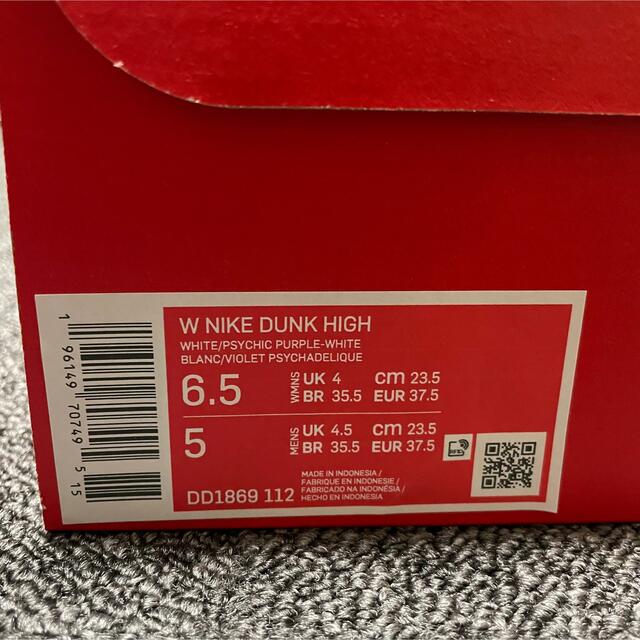 W NIKE DUNK HIGH
WHITE/PSYCHIC PURPLE-WHITE
BLANC/VIOLET PSYCHADELIQUE
6.5 WMNS UK 4 cm 23.5
BR 35.5 EUR 37.5
5 MENS UK 4.5 cm 23.5
BR 35.5 EUR 37.5
DD1869 112
MADE IN INDONESIA/
FABRIQUE EN INDONESIE/
FABRICADO NA INDONÉSIA/
HECHO EN INDONESIA
1 96149 70749 5 15